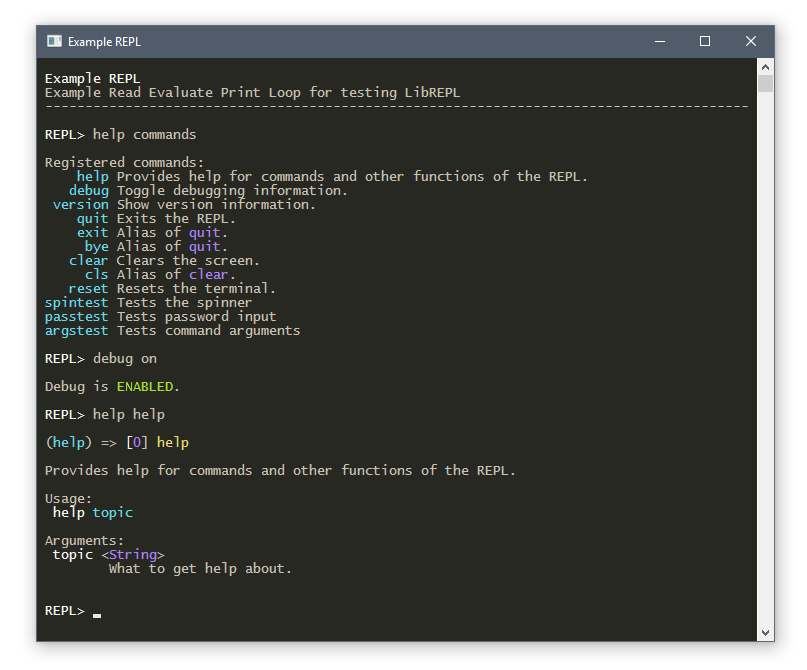 Example REPL
Example REPL
Example Read Evaluate Print Loop for testing LibREPL
----------------------------------------------------------------------------------------
REPL> help commands
Registered commands:
help Provides help for commands and other functions of the REPL.
debug Toggle debugging information.
version Show version information.
quit Exits the REPL.
exit Alias of quit.
bye Alias of quit.
clear Clears the screen.
cls Alias of clear.
reset Resets the terminal.
spintest Tests the spinner
passtest Tests password input
argstest Tests command arguments
REPL> debug on
Debug is ENABLED.
REPL> help help
(help) => [0] help
Provides help for commands and other functions of the REPL.
Usage:
help topic
Arguments:
topic <String>
What to get help about.
REPL> _